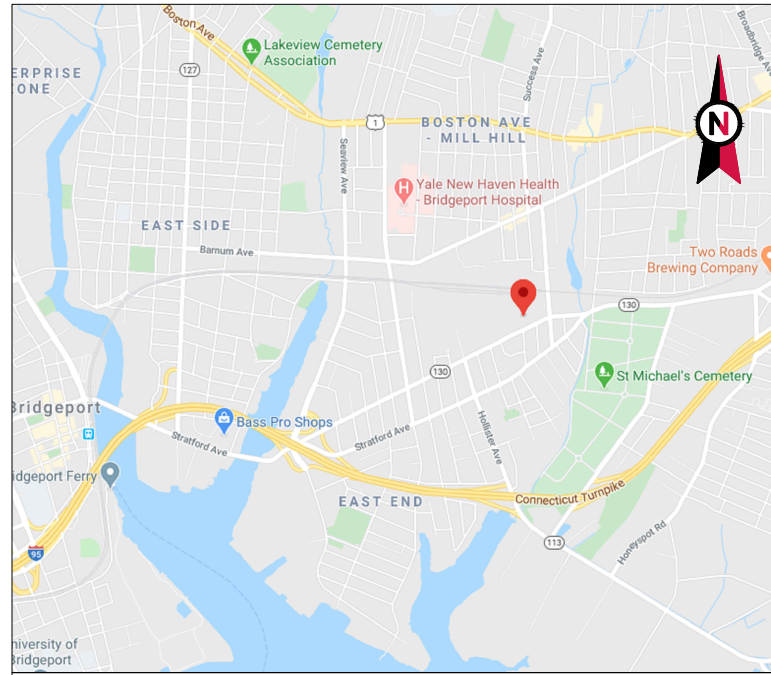 Boston Ave
Lakeview Cemetery
Association
127
ERPRISE
ZONE
Success Ave
Broadbridge Ave
N
1
BOSTON AVE
- MILL HILL
Seaview Ave
H
Yale New Haven Health
- Bridgeport Hospital
EAST SIDE
Barnum Ave
Two Roads
Brewing Company
130
130
St Michael's Cemetery
Bridgeport
Bass Pro Shops
Stratford Ave
Stratford Ave
Hollister Ave
idgeport Ferry
EAST END
Connecticut Turnpike
95
113
Honeyspot Rd
niversity of
Bridgeport